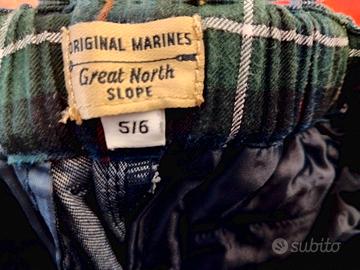 ORIGINAL MARINES
Great North
SLOPE
5/6
subito